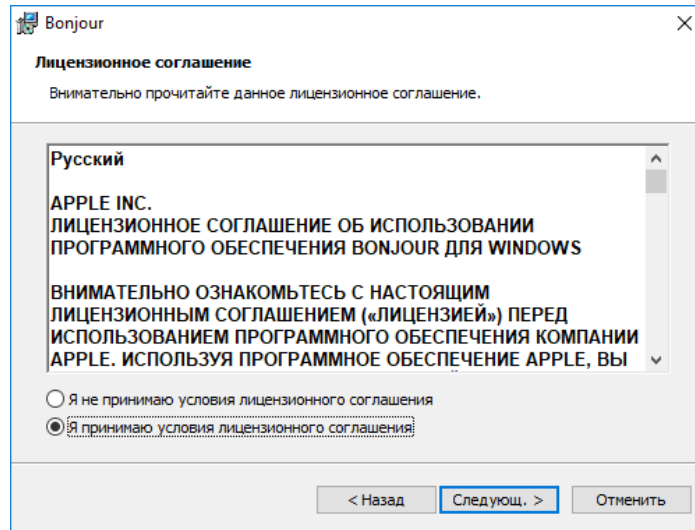 Bonjour
Лицензионное соглашение
Внимательно прочитайте данное лицензионное соглашение.
Русский
APPLE INC.
ЛИЦЕНЗИОННОЕ СОГЛАШЕНИЕ ОБ ИСПОЛЬЗОВАНИИ
ПРОГРАММНОГО ОБЕСПЕЧЕНИЯ BONJOUR ДЛЯ WINDOWS
ВНИМАТЕЛЬНО ОЗНАКОМЬТЕСЬ С НАСТОЯЩИМ
ЛИЦЕНЗИОННЫМ СОГЛАШЕНИЕМ («ЛИЦЕНЗИЕЙ») ПЕРЕД
ИСПОЛЬЗОВАНИЕМ ПРОГРАММНОГО ОБЕСПЕЧЕНИЯ КОМПАНИИ
APPLE. ИСПОЛЬЗУЯ ПРОГРАММНОЕ ОБЕСПЕЧЕНИЕ APPLE, ВЫ
Я не принимаю условия лицензионного соглашения
Я принимаю условия лицензионного соглашения
< Назад
Следующ. >
Отменить